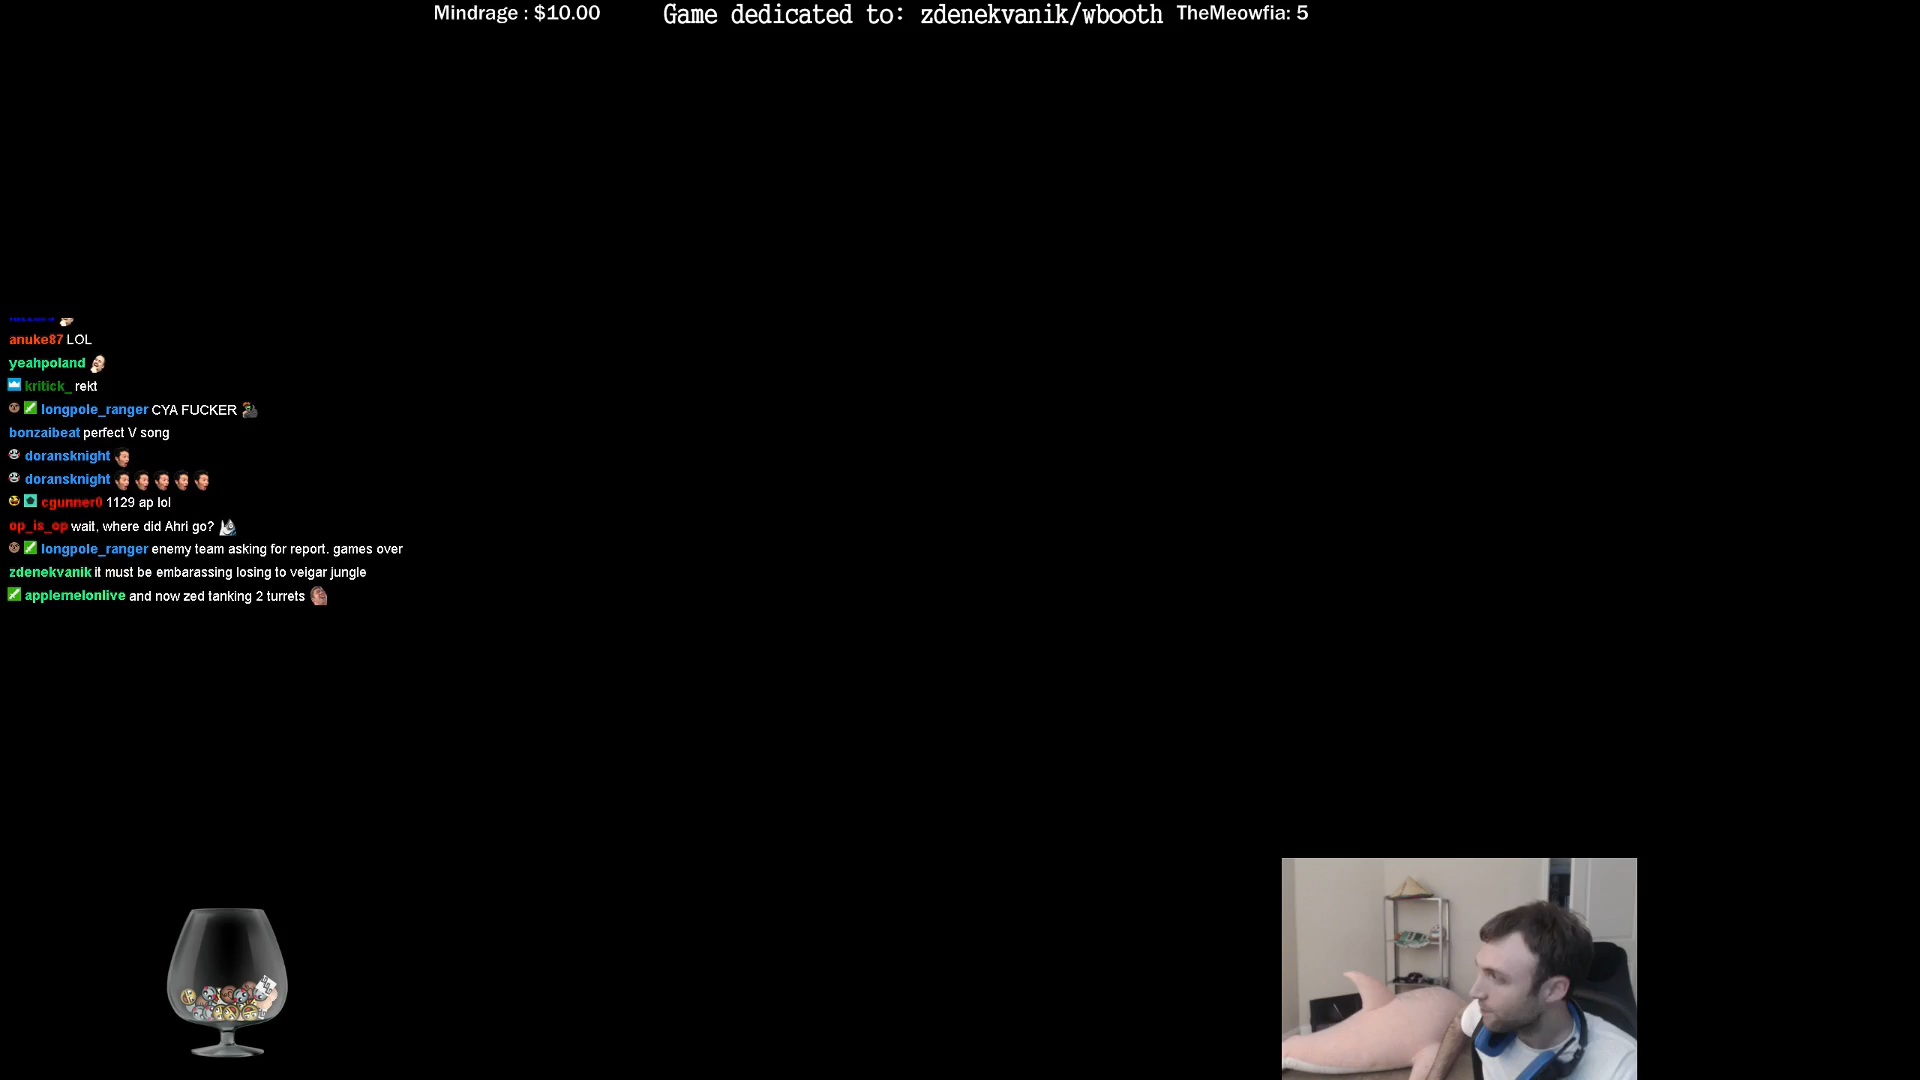 Mindrage : $10.00
Game dedicated to: zdenekvanik/wbooth
TheMeowfia: 5
anuke87 LOL
yeahpoland
kritick_ rekt
longpole_ranger CYA FUCKER
bonzaibeat perfect V song
doransknight
doransknight
cgunner0 1129 ap lol
op_is_op wait, where did Ahri go?
longpole_ranger enemy team asking for report. games over
zdenekvanik it must be embarassing losing to veigar jungle
applemelonlive and now zed tanking 2 turrets